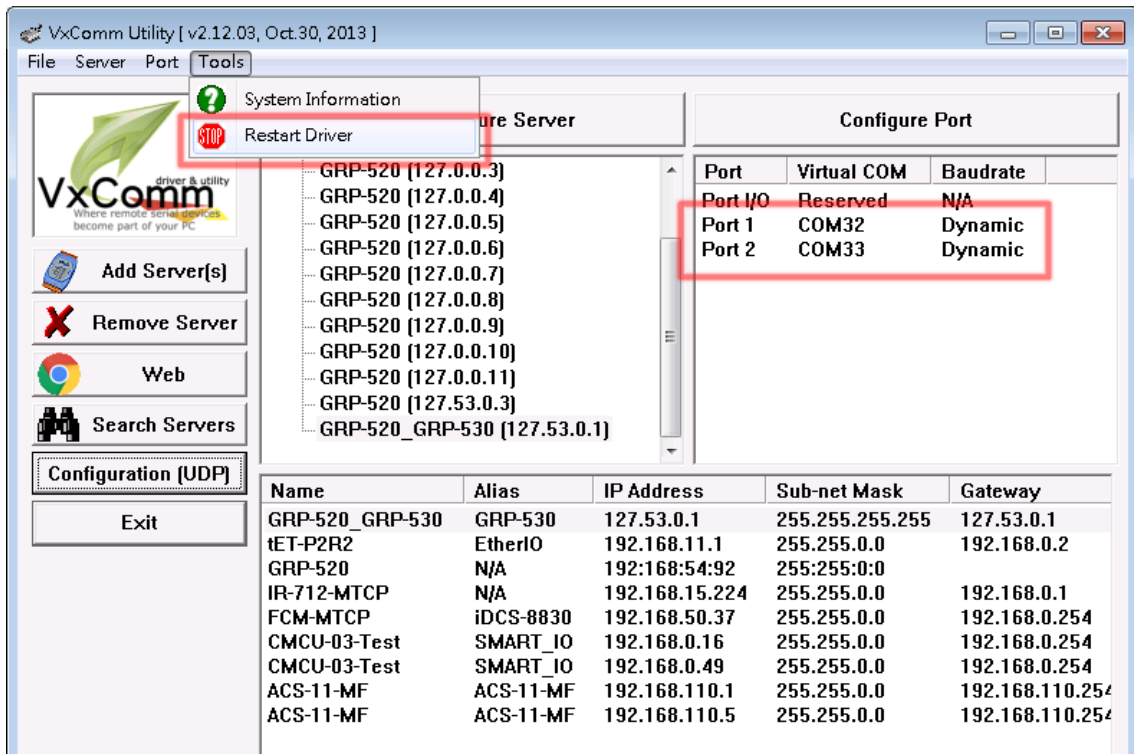 VxComm Utility [ v2.12.03, Oct.30, 2013 ]
File Server Port Tools
System Information
Restart Driver
ure Server
Configure Port
driver & utility
VxComm
Where remote serial devices
become part of your PC
Add Server(s)
Remove Server
Web
Search Servers
Configuration (UDP)
Exit
GRP-520 (127.0.0.3)
GRP-520 (127.0.0.4)
GRP-520 (127.0.0.5)
GRP-520 (127.0.0.6)
GRP-520 (127.0.0.7)
GRP-520 (127.0.0.8)
GRP-520 (127.0.0.9)
GRP-520 (127.0.0.10)
GRP-520 (127.0.0.11)
GRP-520 (127.53.0.3)
GRP-520_GRP-530 (127.53.0.1)
Port Virtual COM Baudrate
Port I/O Reserved N/A
Port 1 COM32 Dynamic
Port 2 COM33 Dynamic
Name Alias IP Address Sub-net Mask Gateway
GRP-520_GRP-530 GRP-530 127.53.0.1 255.255.255.255 127.53.0.1
tET-P2R2 EtherIO 192.168.11.1 255.255.0.0 192.168.0.2
GRP-520 N/A 192:168:54:92 255:255:0:0
IR-712-MTCP N/A 192.168.15.224 255.255.0.0 192.168.0.1
FCM-MTCP iDCS-8830 192.168.50.37 255.255.0.0 192.168.0.254
CMCU-03-Test SMART_IO 192.168.0.16 255.255.0.0 192.168.0.254
CMCU-03-Test SMART_IO 192.168.0.49 255.255.0.0 192.168.0.254
ACS-11-MF ACS-11-MF 192.168.110.1 255.255.0.0 192.168.110.254
ACS-11-MF ACS-11-MF 192.168.110.5 255.255.0.0 192.168.110.254